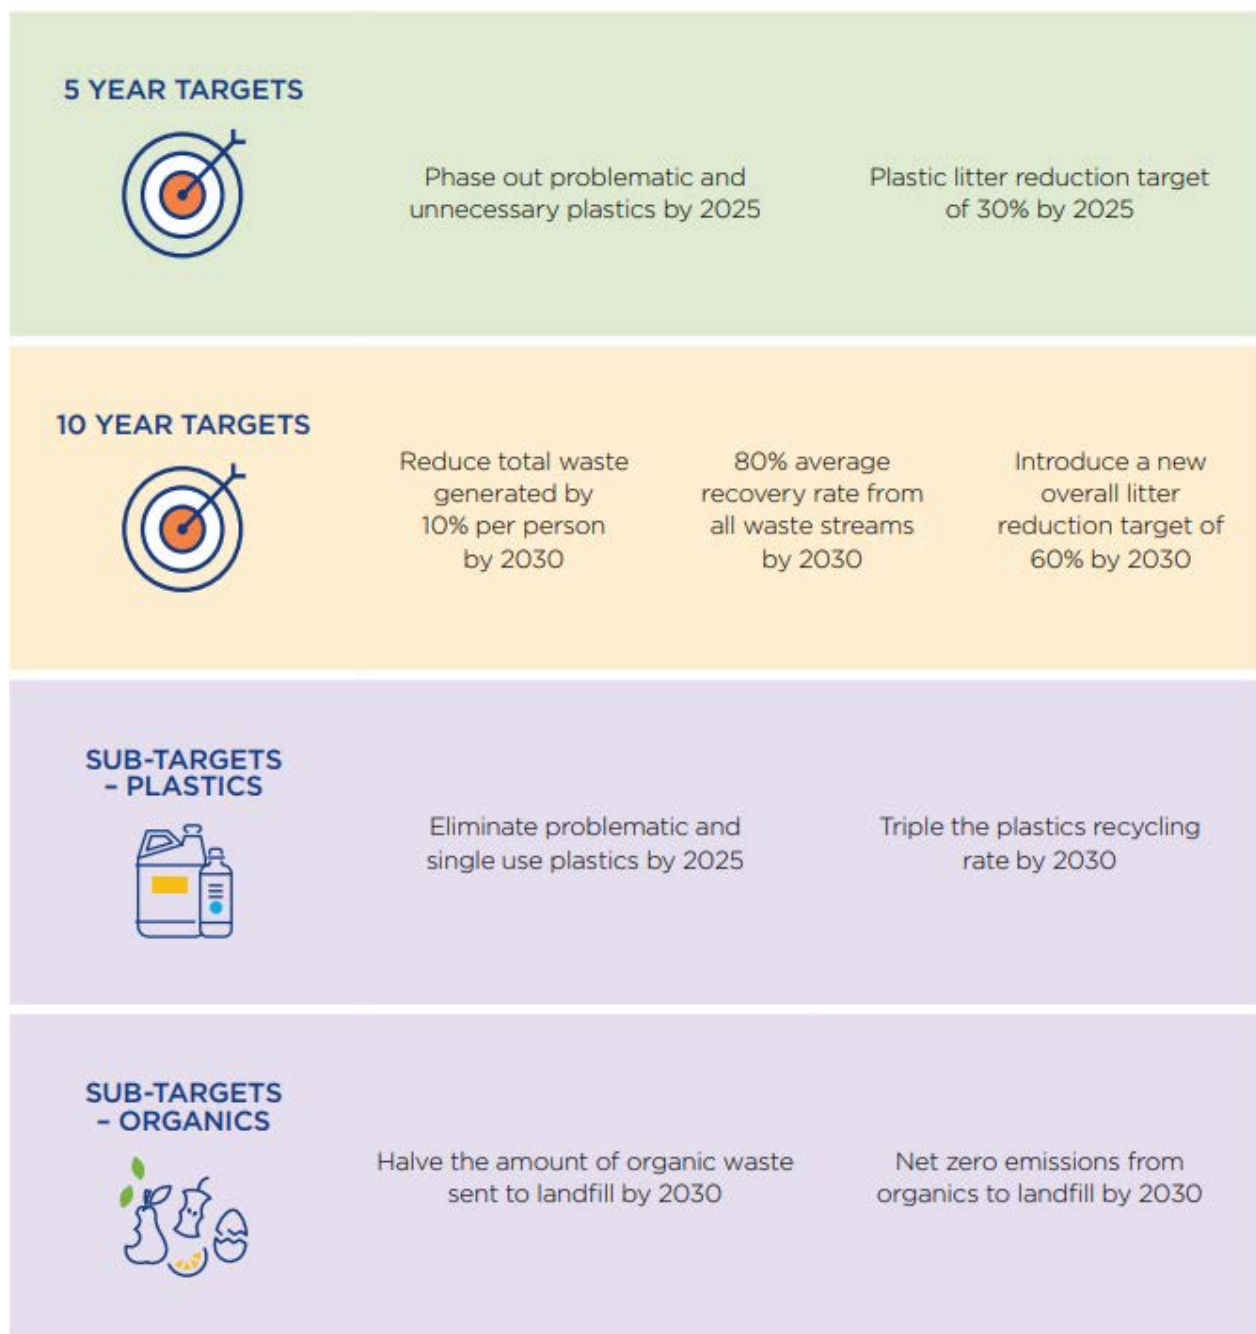 5 YEAR TARGETS
Phase out problematic and
unnecessary plastics by 2025
Plastic litter reduction target
of 30% by 2025
10 YEAR TARGETS
Reduce total waste
generated by
10% per person
by 2030
80% average
recovery rate from
all waste streams
by 2030
Introduce a new
overall litter
reduction target of
60% by 2030
SUB-TARGETS
– PLASTICS
Eliminate problematic and
single use plastics by 2025
Triple the plastics recycling
rate by 2030
SUB-TARGETS
– ORGANICS
Halve the amount of organic waste
sent to landfill by 2030
Net zero emissions from
organics to landfill by 2030